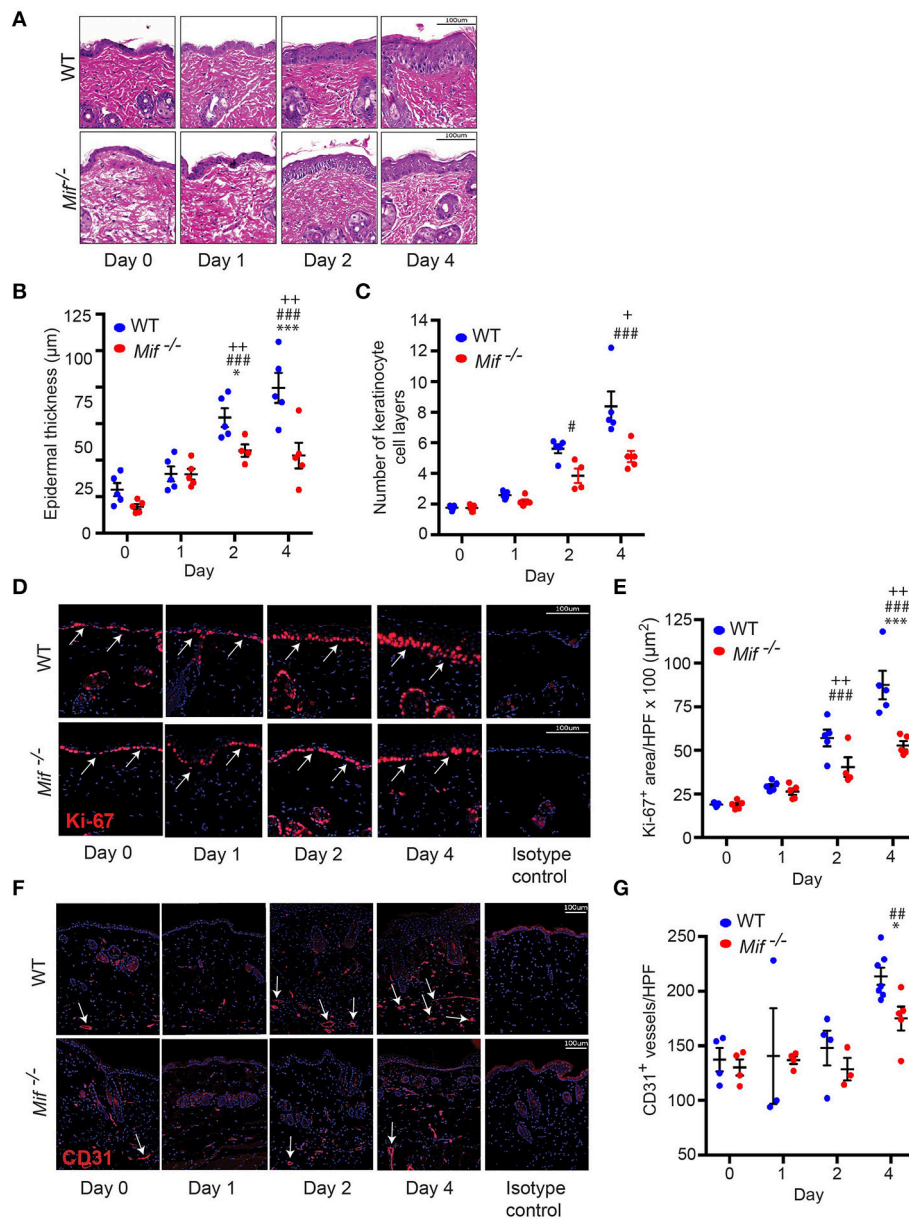 A
100um
WT
100um
Mif-/-
Day 0 Day 1 Day 2 Day 4
B
Epidermal thickness (µm)
125
100
75
50
25
0
WT
Mif -/-
++
###
*
++
###
***
0 1 2 4
Day
C
Number of keratinocyte
cell layers
14
12
10
8
6
4
2
0
WT
Mif -/-
#
+
###
0 1 2 4
Day
D
100um
WT
100um
Mif -/-
Ki-67
Day 0 Day 1 Day 2 Day 4 Isotype
control
E
Ki-67+ area/HPF x 100 (µm2)
125
100
75
50
25
0
WT
Mif -/-
++
###
++
###
***
0 1 2 4
Day
F
100um
WT
100um
Mif -/-
CD31
Day 0 Day 1 Day 2 Day 4 Isotype
control
G
CD31+ vessels/HPF
250
200
150
100
50
WT
Mif -/-
##
*
0 1 2 4
Day